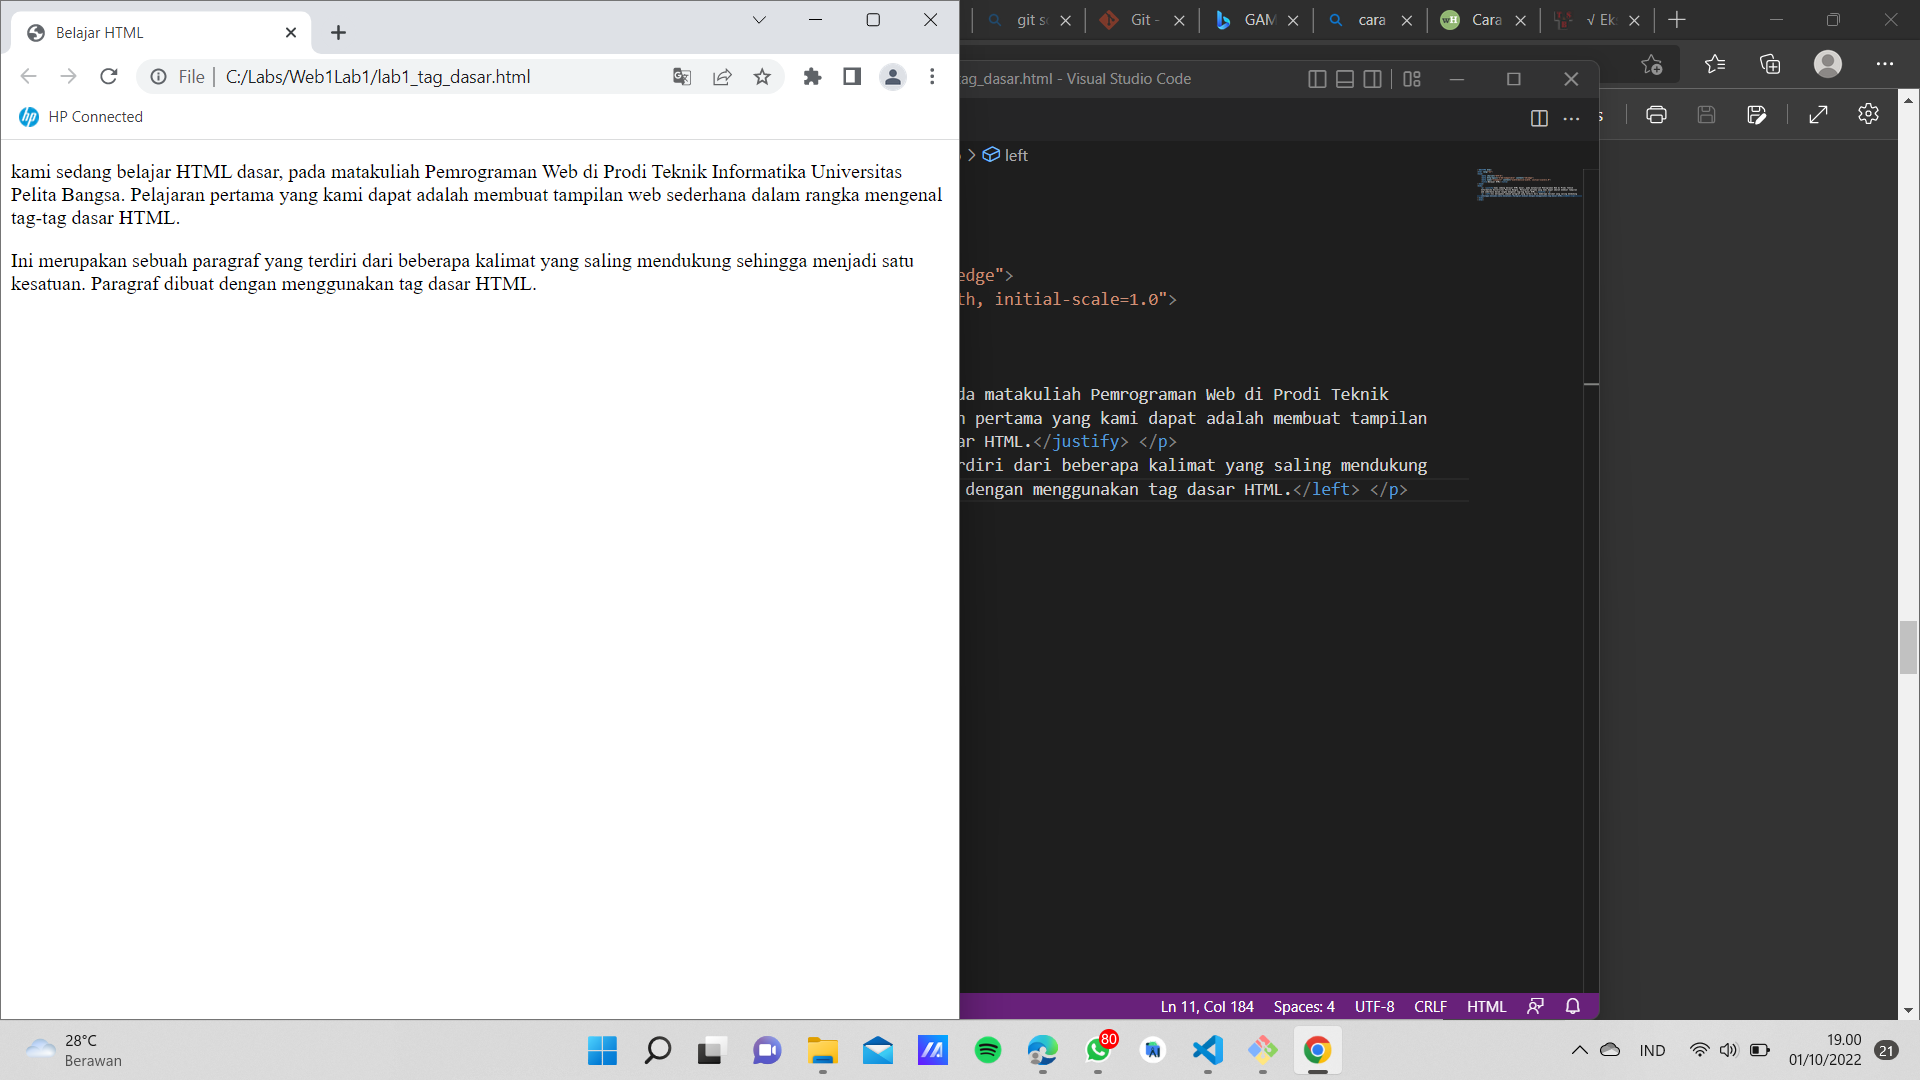 Belajar HTML
File
C:/Labs/Web1Lab1/lab1_tag_dasar.html
HP Connected
kami sedang belajar HTML dasar, pada matakuliah Pemrograman Web di Prodi Teknik Informatika Universitas
Pelita Bangsa. Pelajaran pertama yang kami dapat adalah membuat tampilan web sederhana dalam rangka mengenal
tag-tag dasar HTML.
Ini merupakan sebuah paragraf yang terdiri dari beberapa kalimat yang saling mendukung sehingga menjadi satu
kesatuan. Paragraf dibuat dengan menggunakan tag dasar HTML.
git s
Git -
GAM
cara
Cara
√ Ek
tag_dasar.html - Visual Studio Code
left
edge">
th, initial-scale=1.0">
da matakuliah Pemrograman Web di Prodi Teknik
n pertama yang kami dapat adalah membuat tampilan
ar HTML.</justify> </p>
rdiri dari beberapa kalimat yang saling mendukung
dengan menggunakan tag dasar HTML.</left> </p>
Ln 11, Col 184
Spaces: 4
UTF-8
CRLF
HTML
28°C
Berawan
80
IND
19.00
01/10/2022
21